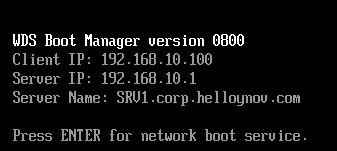 WDS Boot Manager version 0800
Client IP: 192.168.10.100
Server IP: 192.168.10.1
Server Name: SRV1.corp.helloynov.com
Press ENTER for network boot service.